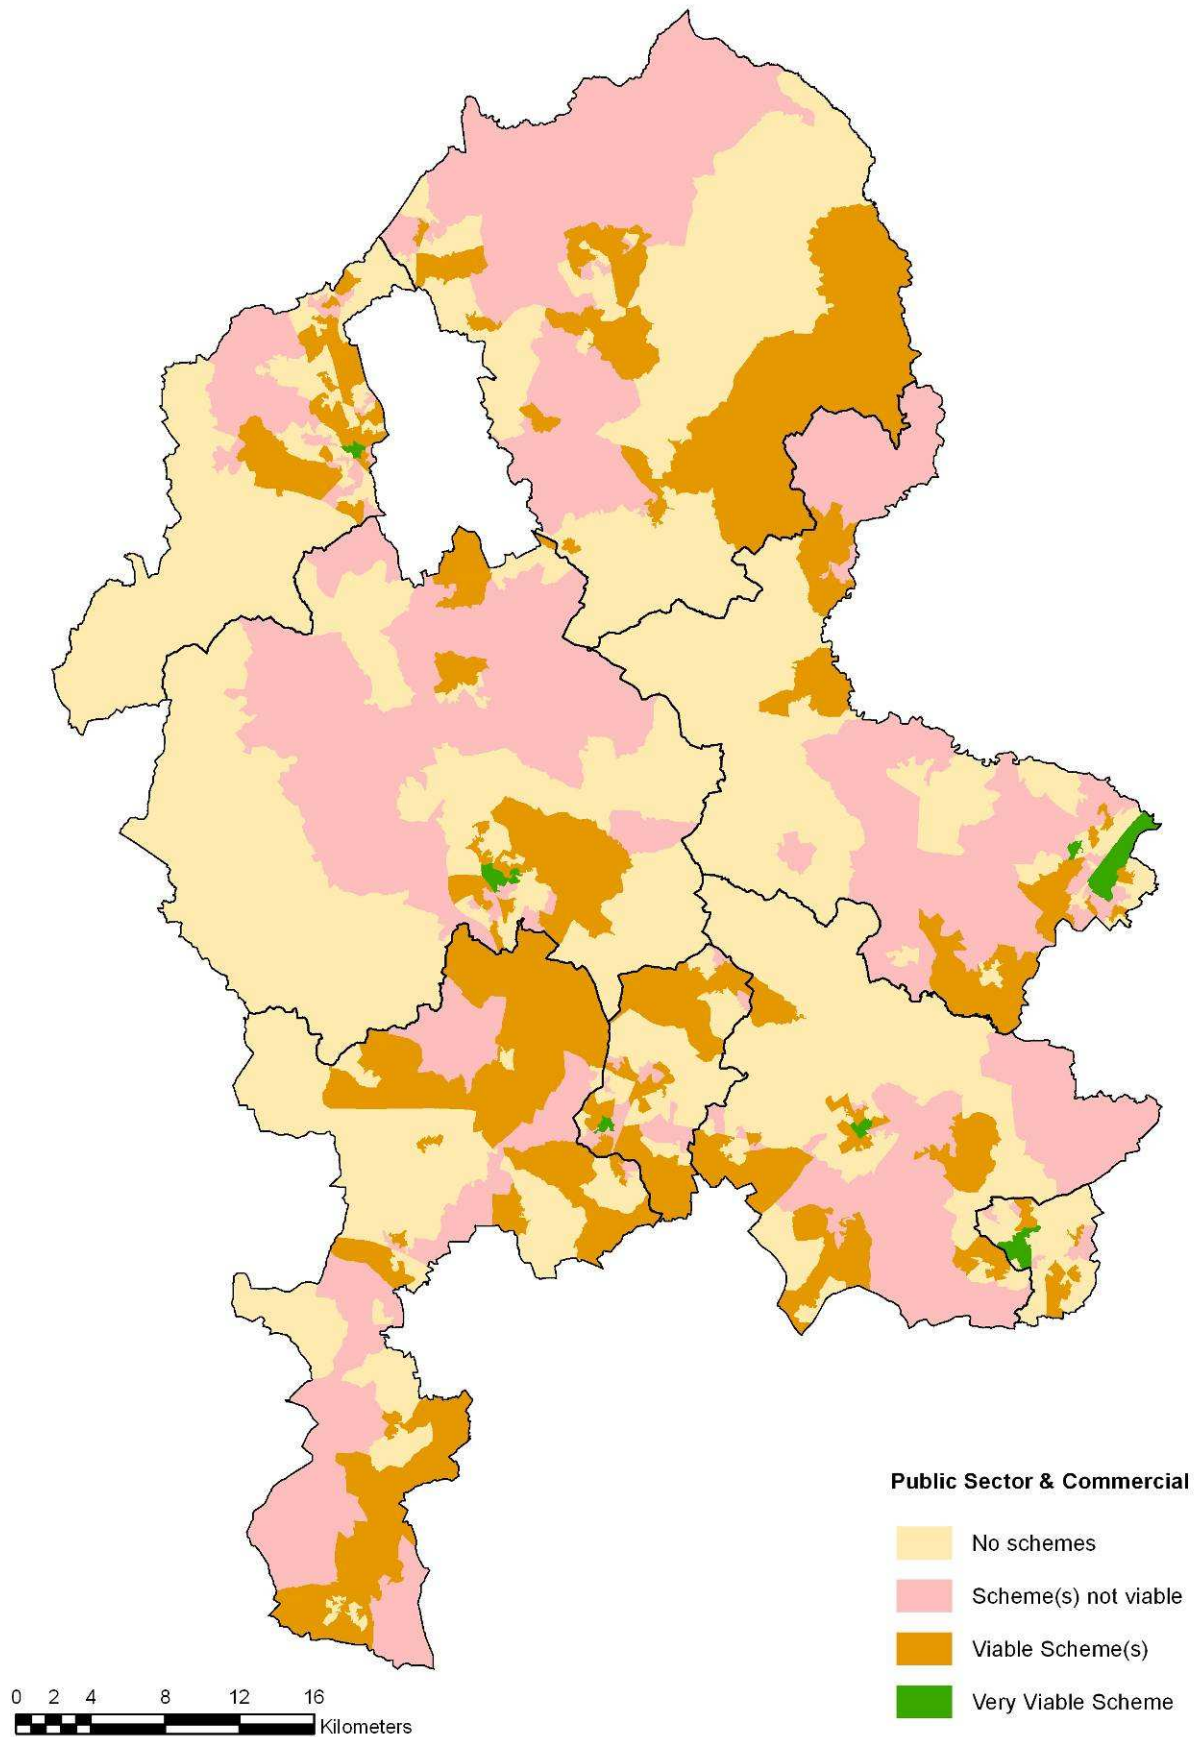 Public Sector & Commercial
No schemes
Scheme(s) not viable
Viable Scheme(s)
Very Viable Scheme
0 2 4 8 12 16
Kilometers